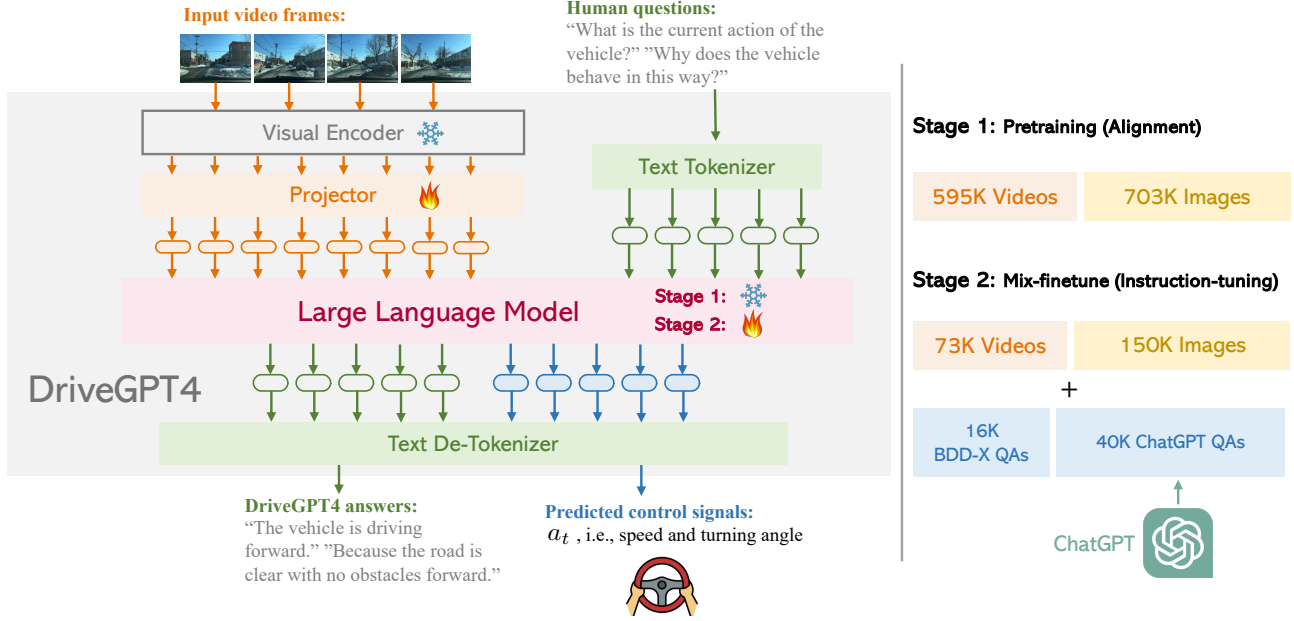 Input video frames:
Human questions:
“What is the current action of the
vehicle?” ”Why does the vehicle
behave in this way?”
Visual Encoder
Projector
Text Tokenizer
Large Language Model
Stage 1:
Stage 2:
DriveGPT4
Text De-Tokenizer
DriveGPT4 answers:
“The vehicle is driving
forward.” ”Because the road is
clear with no obstacles forward.”
Predicted control signals:
a_t , i.e., speed and turning angle
Stage 1: Pretraining (Alignment)
595K Videos
703K Images
Stage 2: Mix-finetune (Instruction-tuning)
73K Videos
150K Images
+
16K
BDD-X QAs
40K ChatGPT QAs
ChatGPT